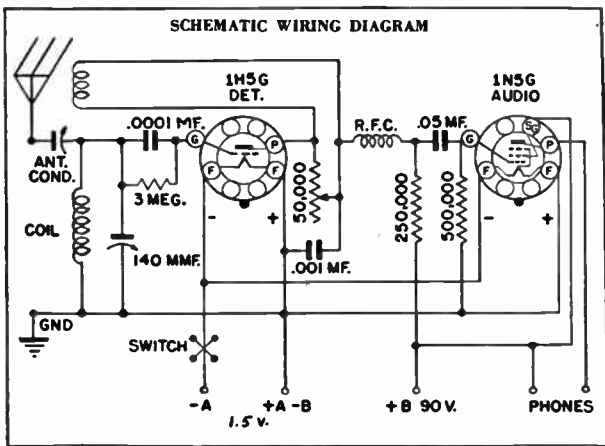 SCHEMATIC WIRING DIAGRAM
1H5G
DET.
1N5G
AUDIO
.0001 MF.
G
P
F
F
R.F.C.
.05 MF.
G
SG
P
F
F
ANT.
COND.
3 MEG.
-
+
50,000
250,000
500,000
-
+
COIL
140 MMF.
.001 MF.
GND
SWITCH
-A
+A -B
+B 90 V.
PHONES
1.5 v.